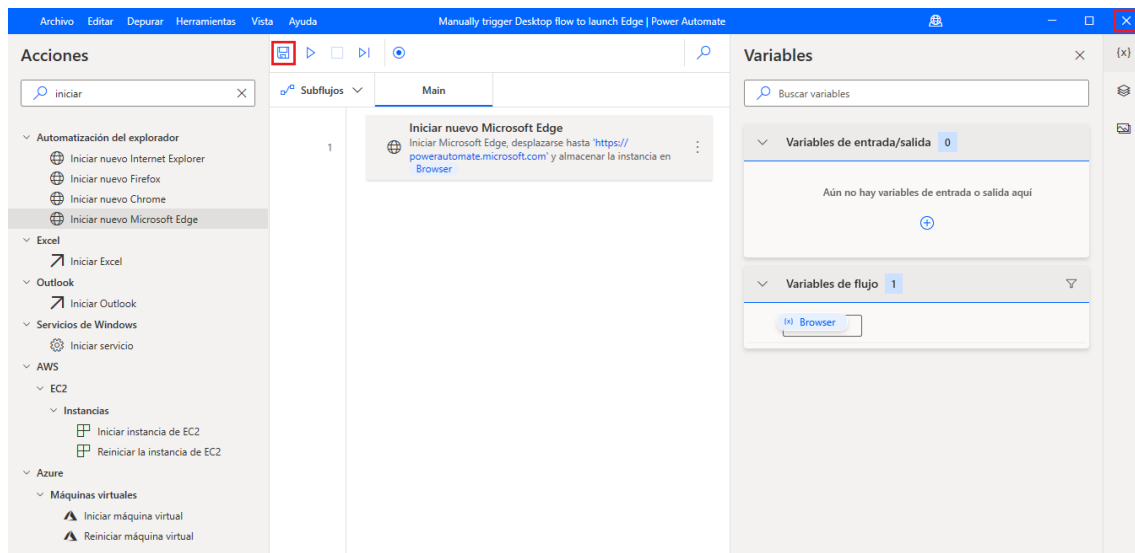 Archivo Editar Depurar Herramientas Vista Ayuda Manually trigger Desktop flow to launch Edge | Power Automate
Acciones
iniciar
Automatización del explorador
Iniciar nuevo Internet Explorer
Iniciar nuevo Firefox
Iniciar nuevo Chrome
Iniciar nuevo Microsoft Edge
Excel
Iniciar Excel
Outlook
Iniciar Outlook
Servicios de Windows
Iniciar servicio
AWS
EC2
Instancias
Iniciar instancia de EC2
Reiniciar la instancia de EC2
Azure
Máquinas virtuales
Iniciar máquina virtual
Reiniciar máquina virtual
Subflujos Main
1
Iniciar nuevo Microsoft Edge
Iniciar Microsoft Edge, desplazarse hasta 'https://
powerautomate.microsoft.com' y almacenar la instancia en
Browser
Variables
{x}
Buscar variables
Variables de entrada/salida 0
Aún no hay variables de entrada o salida aquí
Variables de flujo 1
(x) Browser